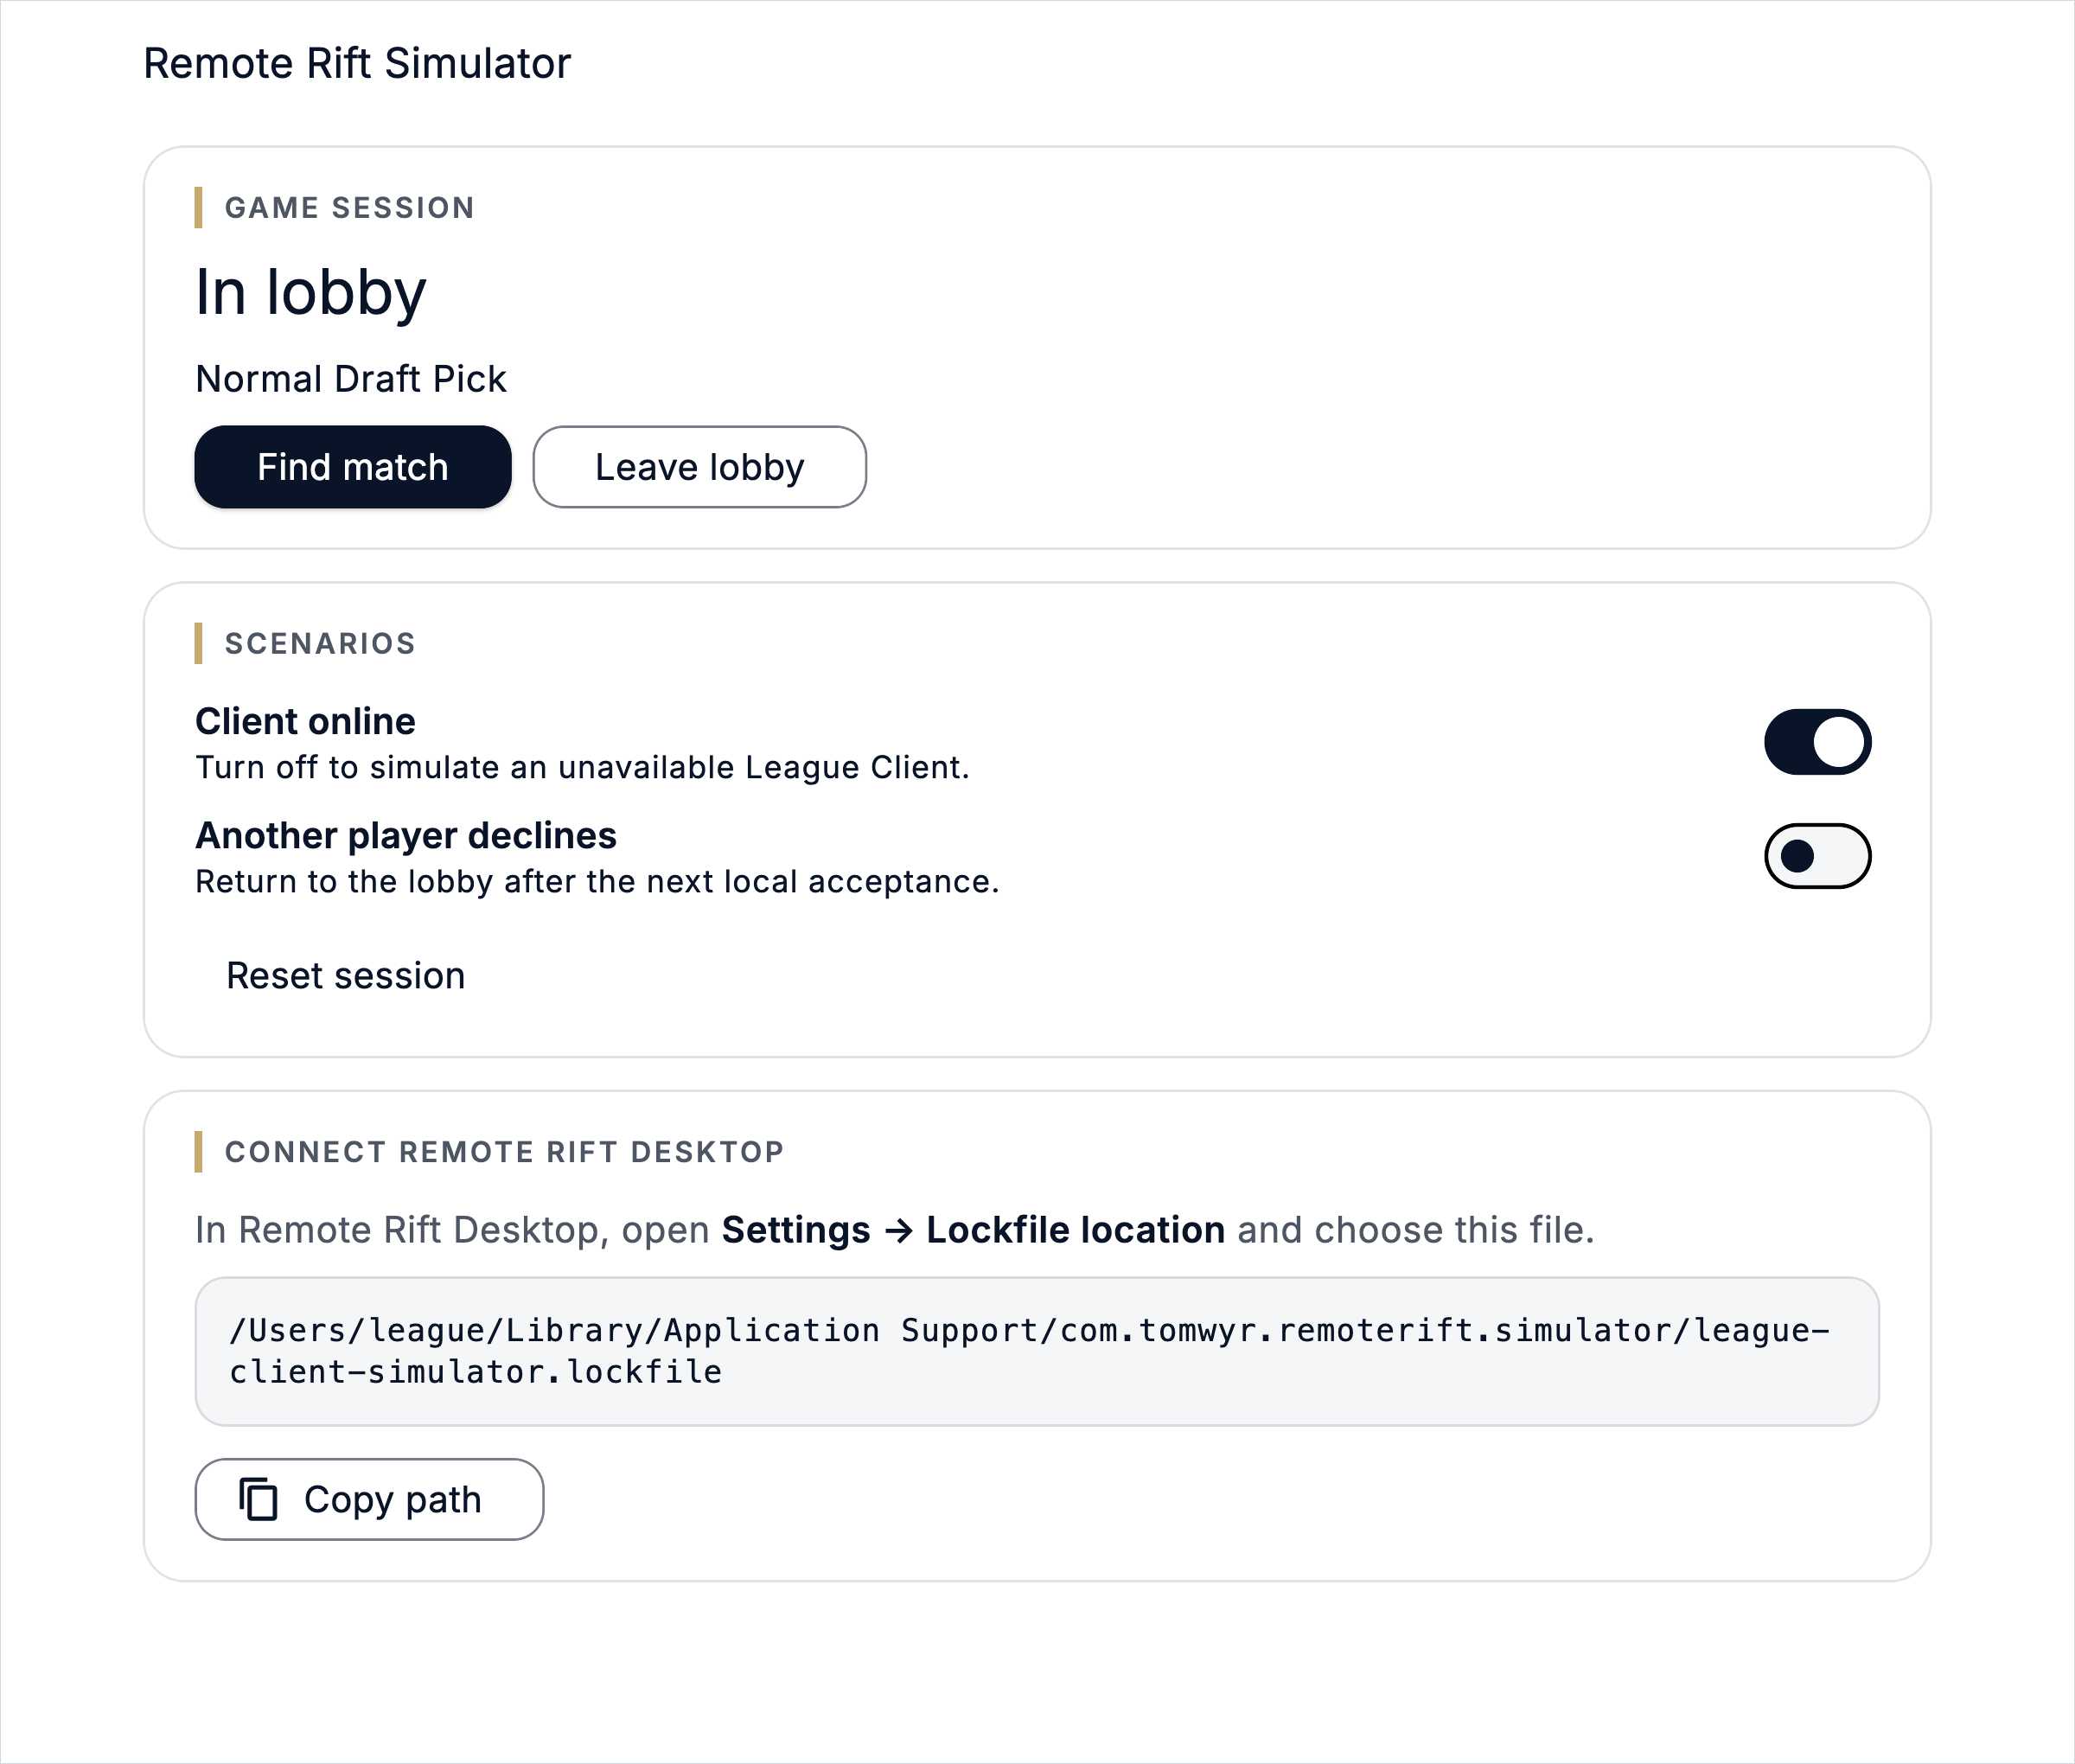 Remote Rift Simulator
GAME SESSION
In lobby
Normal Draft Pick
Find match
Leave lobby
SCENARIOS
Client online
Turn off to simulate an unavailable League Client.
Another player declines
Return to the lobby after the next local acceptance.
Reset session
CONNECT REMOTE RIFT DESKTOP
In Remote Rift Desktop, open Settings → Lockfile location and choose this file.
/Users/league/Library/Application Support/com.tomwyr.remoterift.simulator/league-
client-simulator.lockfile
Copy path